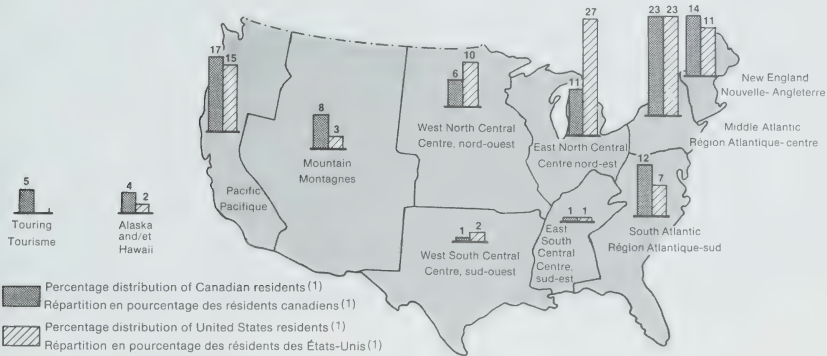 17
15
8
3
6
10
11
27
23
23
14
11
New England
Nouvelle-Angleterre
Middle Atlantic
Région Atlantique-centre
West North Central
Centre, nord-ouest
East North Central
Centre nord-est
Mountain
Montagnes
Pacific
Pacifique
12
7
South Atlantic
Région Atlantique-sud
5
Touring
Tourisme
4
2
Alaska
and/et
Hawaii
1
2
West South Central
Centre, sud-ouest
1
1
East
South
Central
Centre,
sud-est
Percentage distribution of Canadian residents (1)
Répartition en pourcentage des résidents canadiens (1)
Percentage distribution of United States residents (1)
Répartition en pourcentage des résidents des États-Unis (1)